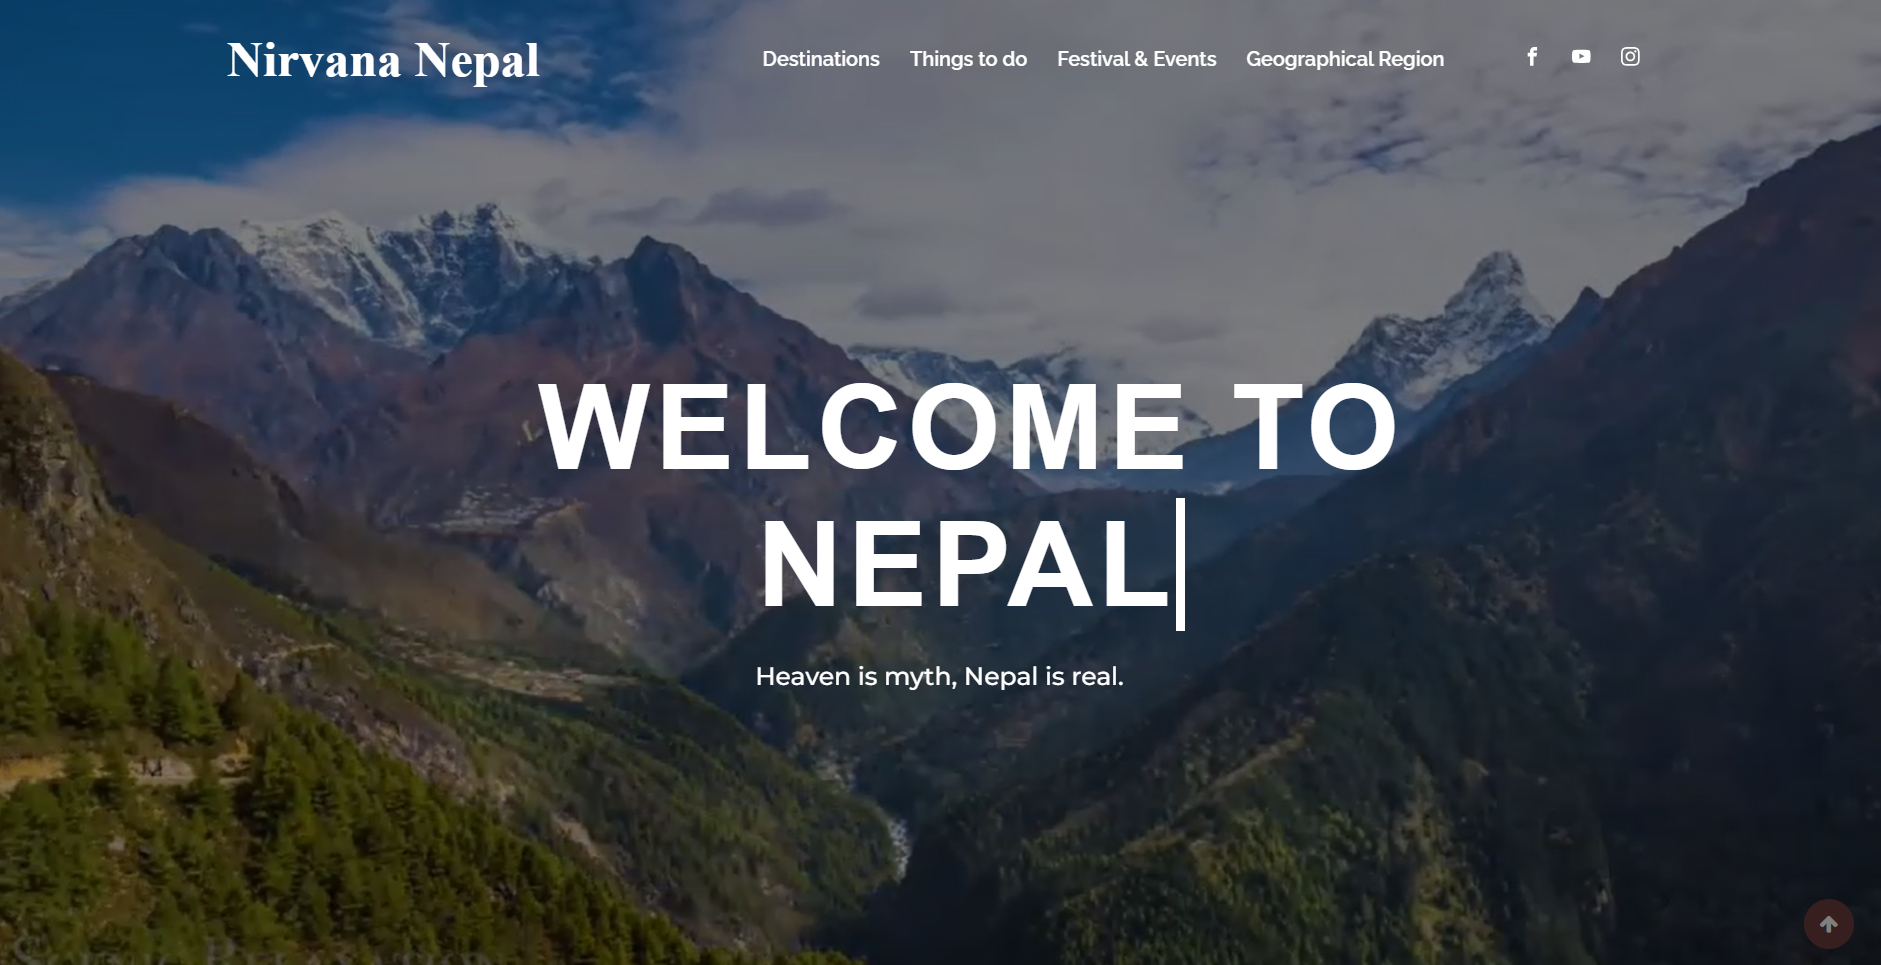 Nirvana Nepal
Destinations Things to do Festival & Events Geographical Region
WELCOME TO
NEPAL
Heaven is myth, Nepal is real.